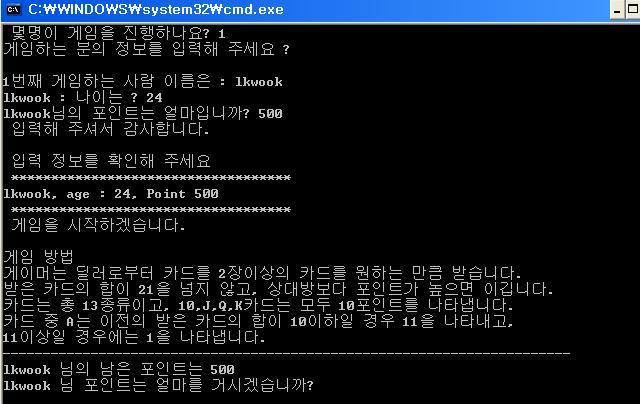 C:\WINDOWS\system32\cmd.exe
몇명이 게임을 진행하나요? 1
게임하는 분의 정보를 입력해 주세요 ?
1번째 게임하는 사람 이름은 : lkwook
lkwook : 나이는 ? 24
lkwook님의 포인트는 얼마입니까? 500
입력해 주셔서 감사합니다.
입력 정보를 확인해 주세요
***********************************
lkwook, age : 24, Point 500
***********************************
게임을 시작하겠습니다.
게임 방법
게이머는 딜러로부터 카드를 2장이상의 카드를 원하는 만큼 받습니다.
받은 카드의 합이 21을 넘지 않고, 상대방보다 포인트가 높으면 이깁니다.
카드는 총 13종류이고, 10,J,Q,K카드는 모두 10포인트를 나타냅니다.
카드 중 A는 이전의 받은 카드의 합이 10이하일 경우 11을 나타내고,
11이상일 경우에는 1을 나타냅니다.
-----------------------------------------------------------------------
lkwook 님의 남은 포인트는 500
lkwook 님 포인트는 얼마를 거시겠습니까?